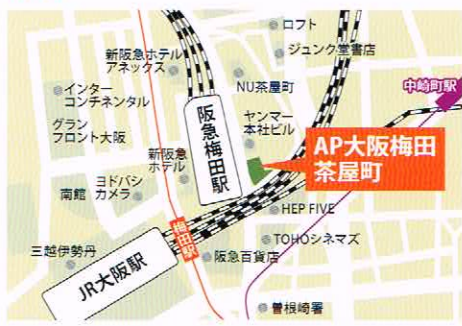 ロフト
ジュンク堂書店
新阪急ホテル
アネックス
インター
コンチネンタル
NU茶屋町
中崎町駅
グラン
フロント大阪
ヤンマー
本社ビル
阪急梅田駅
AP大阪梅田
茶屋町
新阪急
ホテル
南館
ヨドバシ
カメラ
HEP FIVE
梅田駅
TOHOシネマズ
三越伊勢丹
阪急百貨店
JR大阪駅
曽根崎署